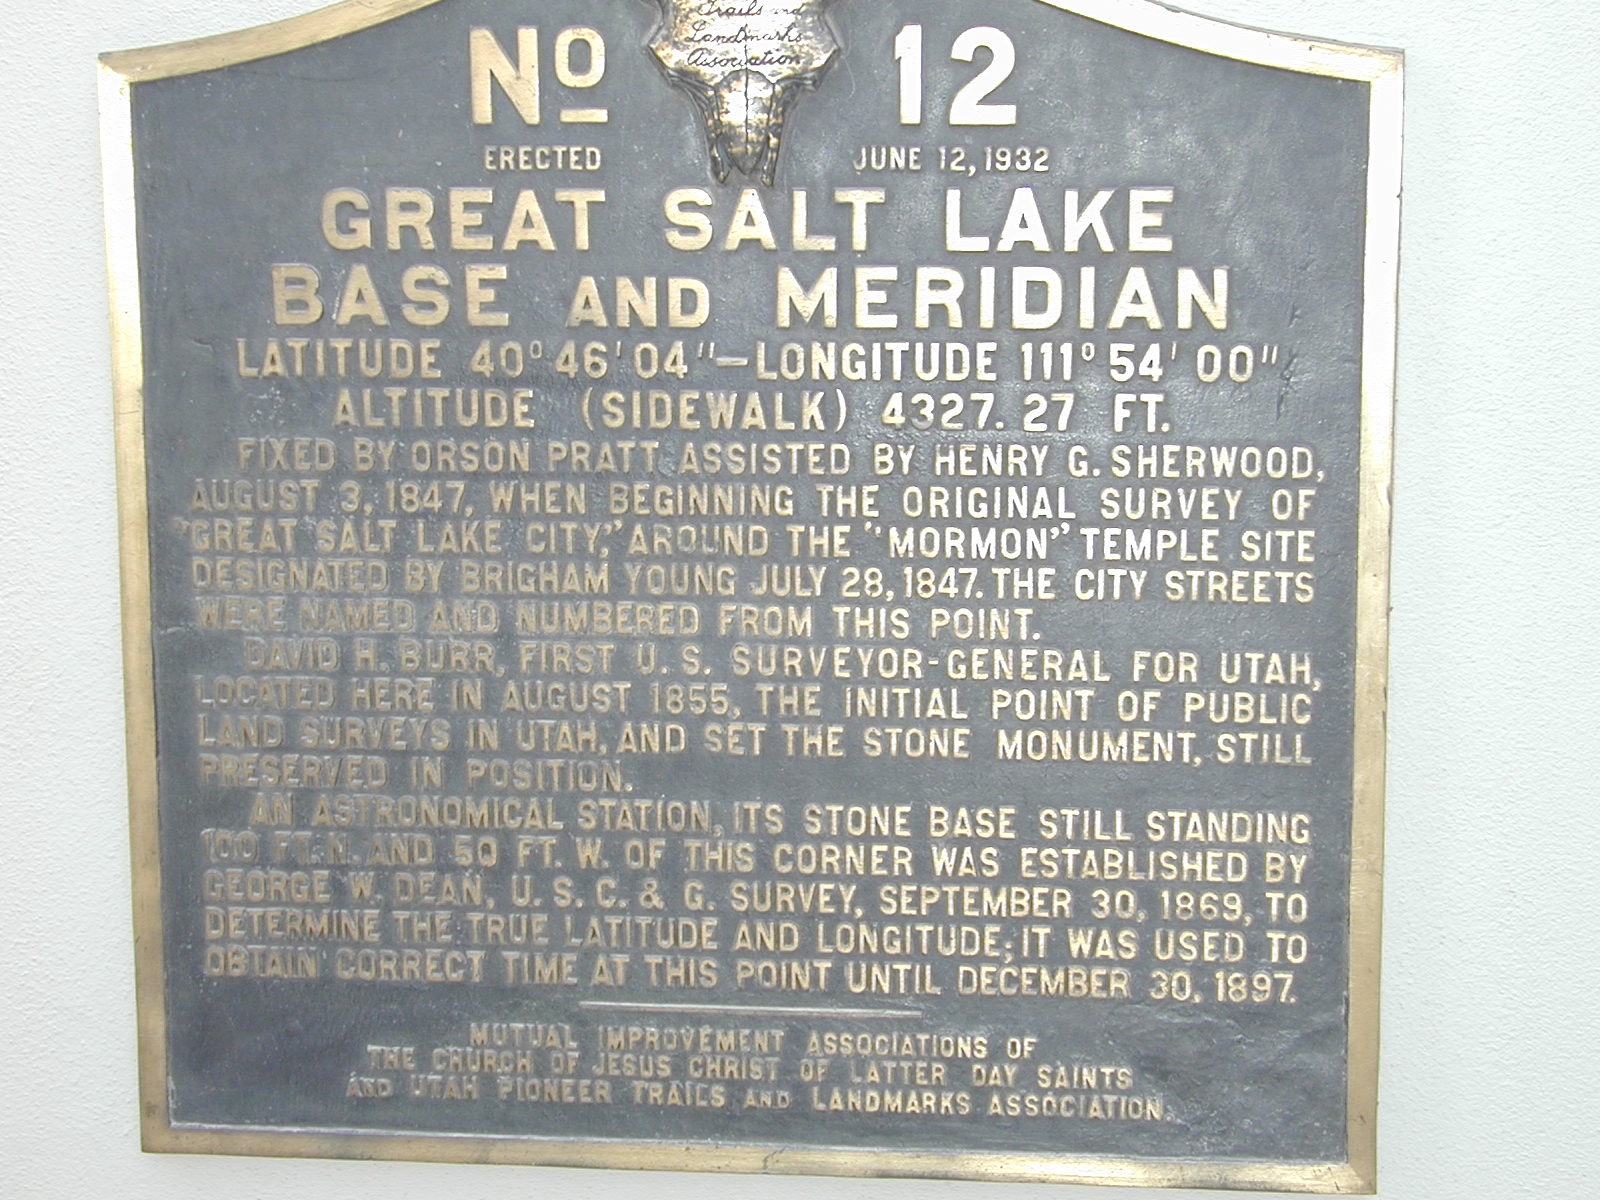 Trails and
Landmarks
Association
No 12
ERECTED JUNE 12, 1932
GREAT SALT LAKE
BASE AND MERIDIAN
LATITUDE 40° 46' 04" — LONGITUDE 111° 54' 00"
ALTITUDE (SIDEWALK) 4327.27 FT.
FIXED BY ORSON PRATT ASSISTED BY HENRY G. SHERWOOD,
AUGUST 3, 1847, WHEN BEGINNING THE ORIGINAL SURVEY OF
"GREAT SALT LAKE CITY," AROUND THE "MORMON" TEMPLE SITE
DESIGNATED BY BRIGHAM YOUNG JULY 28, 1847. THE CITY STREETS
WERE NAMED AND NUMBERED FROM THIS POINT.
DAVID H. BURR, FIRST U. S. SURVEYOR-GENERAL FOR UTAH,
LOCATED HERE IN AUGUST 1855, THE INITIAL POINT OF PUBLIC
LAND SURVEYS IN UTAH, AND SET THE STONE MONUMENT, STILL
PRESERVED IN POSITION.
AN ASTRONOMICAL STATION, ITS STONE BASE STILL STANDING
100 FT. N. AND 50 FT. W. OF THIS CORNER WAS ESTABLISHED BY
GEORGE W. DEAN, U. S. C. & G. SURVEY, SEPTEMBER 30, 1869, TO
DETERMINE THE TRUE LATITUDE AND LONGITUDE; IT WAS USED TO
OBTAIN CORRECT TIME AT THIS POINT UNTIL DECEMBER 30, 1897.
MUTUAL IMPROVEMENT ASSOCIATIONS OF
THE CHURCH OF JESUS CHRIST OF LATTER DAY SAINTS
AND UTAH PIONEER TRAILS AND LANDMARKS ASSOCIATION.